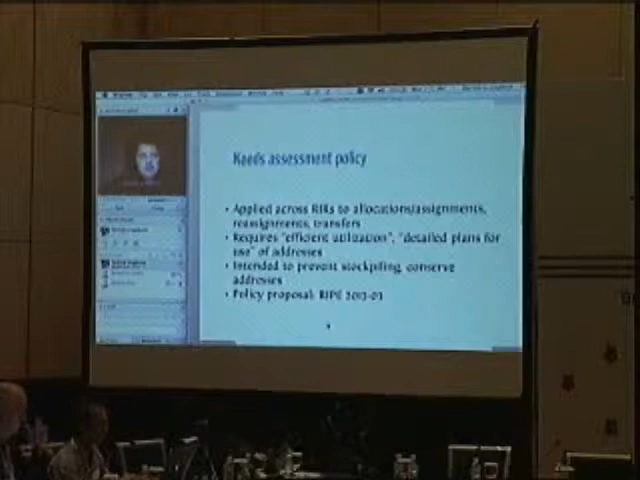 Needs assessment policy
• Applied across RIRs to allocations/assignments,
reassignments, transfers
• Requires "efficient utilization", "detailed plans for
use" of addresses
• Intended to prevent stockpiling, conserve
addresses
• Policy proposal: RIPE 2013-03